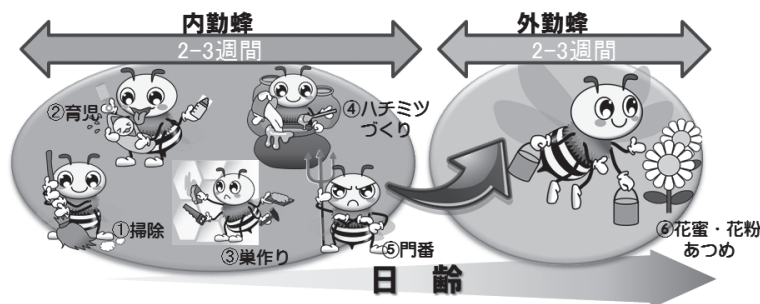 内勤蜂
外勤蜂
2-3週間
2-3週間
②育児
④ハチミツ
づくり
①掃除
③巣作り
⑤門番
⑥花蜜・花粉
あつめ
日 齢